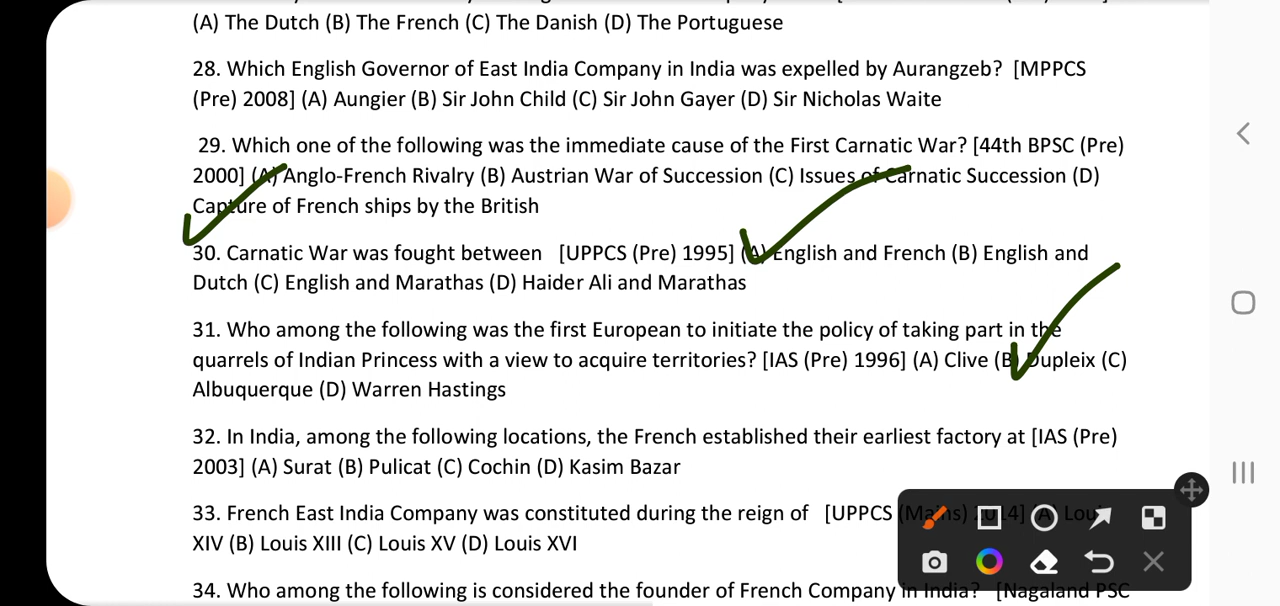 (A) The Dutch (B) The French (C) The Danish (D) The Portuguese
28. Which English Governor of East India Company in India was expelled by Aurangzeb? [MPPCS
(Pre) 2008] (A) Aungier (B) Sir John Child (C) Sir John Gayer (D) Sir Nicholas Waite
29. Which one of the following was the immediate cause of the First Carnatic War? [44th BPSC (Pre)
2000] (A) Anglo-French Rivalry (B) Austrian War of Succession (C) Issues of Carnatic Succession (D)
Capture of French ships by the British
30. Carnatic War was fought between [UPPCS (Pre) 1995] (A) English and French (B) English and
Dutch (C) English and Marathas (D) Haider Ali and Marathas
31. Who among the following was the first European to initiate the policy of taking part in the
quarrels of Indian Princess with a view to acquire territories? [IAS (Pre) 1996] (A) Clive (B) Dupleix (C)
Albuquerque (D) Warren Hastings
32. In India, among the following locations, the French established their earliest factory at [IAS (Pre)
2003] (A) Surat (B) Pulicat (C) Cochin (D) Kasim Bazar
33. French East India Company was constituted during the reign of [UPPCS (Mains) 2014] (A) Louis
XIV (B) Louis XIII (C) Louis XV (D) Louis XVI
34. Who among the following is considered the founder of French Company in India? [Nagaland PSC